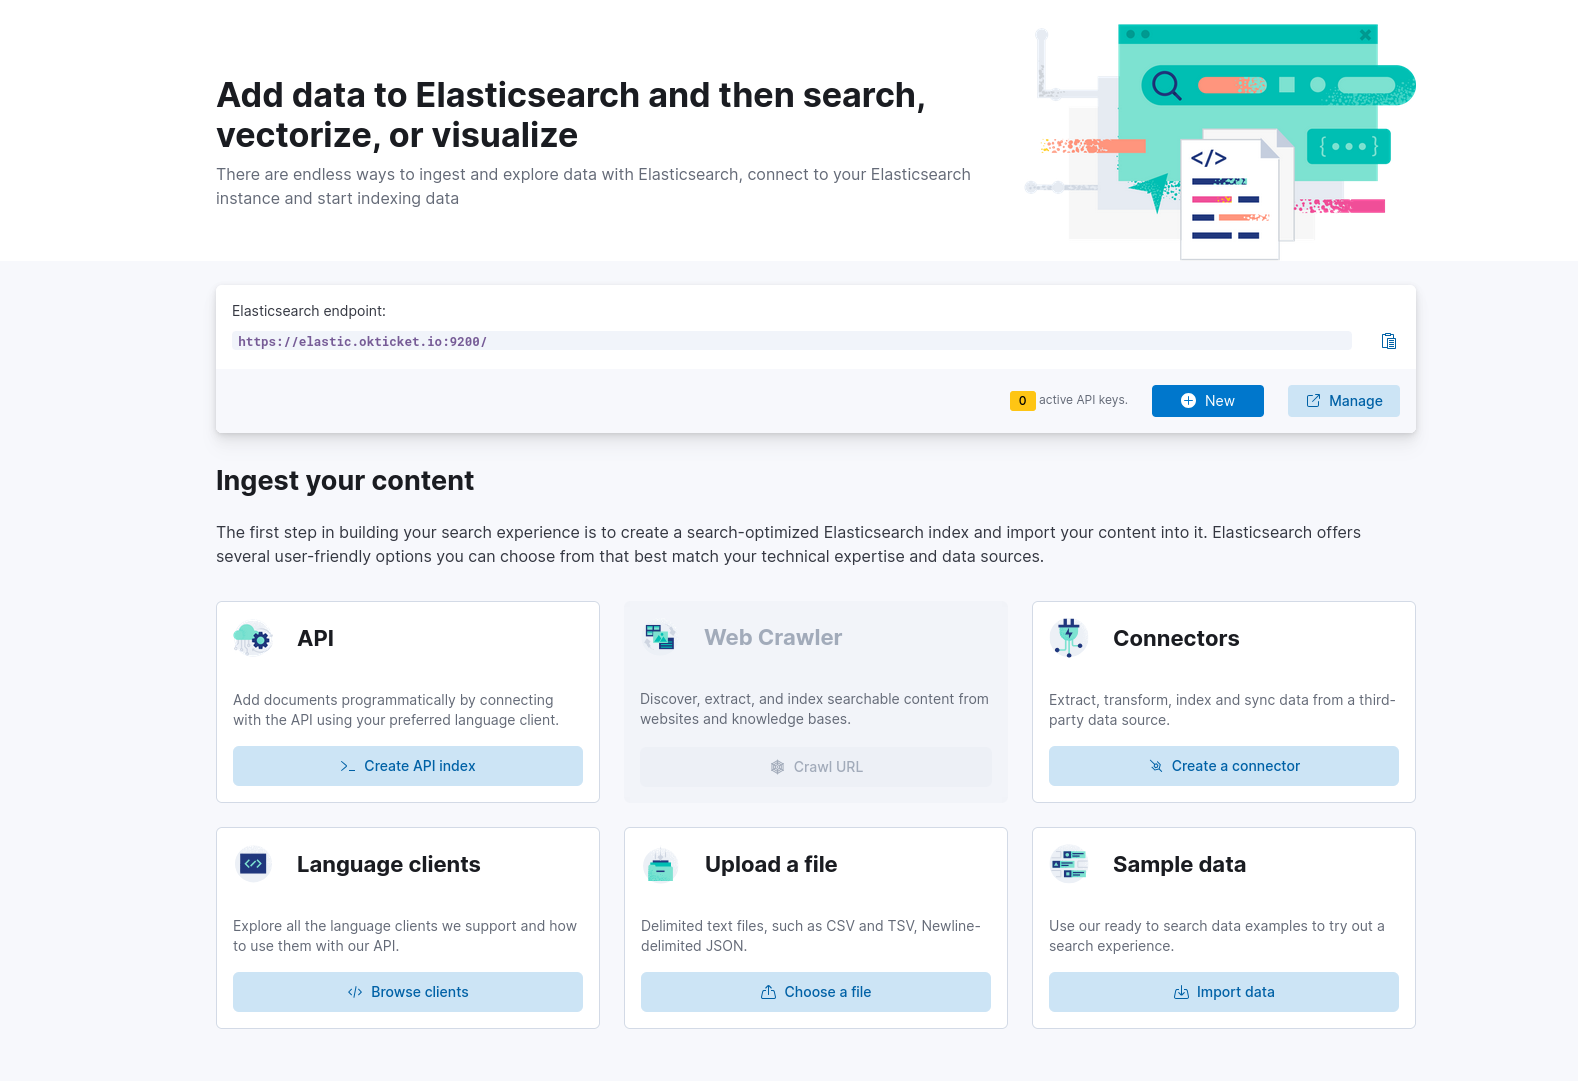 Add data to Elasticsearch and then search,
vectorize, or visualize
There are endless ways to ingest and explore data with Elasticsearch, connect to your Elasticsearch
instance and start indexing data
</>
{•••}
Elasticsearch endpoint:
https://elastic.okticket.io:9200/
0 active API keys.
New
Manage
Ingest your content
The first step in building your search experience is to create a search-optimized Elasticsearch index and import your content into it. Elasticsearch offers
several user-friendly options you can choose from that best match your technical expertise and data sources.
API
Add documents programmatically by connecting
with the API using your preferred language client.
Create API index
Web Crawler
Discover, extract, and index searchable content from
websites and knowledge bases.
Crawl URL
Connectors
Extract, transform, index and sync data from a third-
party data source.
Create a connector
Language clients
Explore all the language clients we support and how
to use them with our API.
Browse clients
Upload a file
Delimited text files, such as CSV and TSV, Newline-
delimited JSON.
Choose a file
Sample data
Use our ready to search data examples to try out a
search experience.
Import data